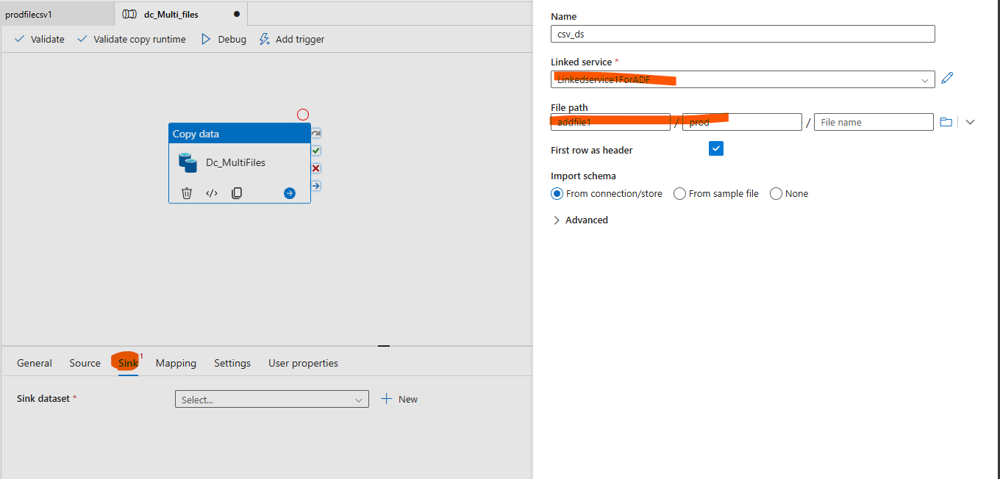 prodfilecsv1
dc_Multi_files
Validate
Validate copy runtime
Debug
Add trigger
Copy data
Dc_MultiFiles
General
Source
Sink 1
Mapping
Settings
User properties
Sink dataset *
Select...
New
Name
csv_ds
Linked service *
Linkedservice1ForADF
File path
addfile1 / prod / File name
First row as header
Import schema
From connection/store
From sample file
None
Advanced